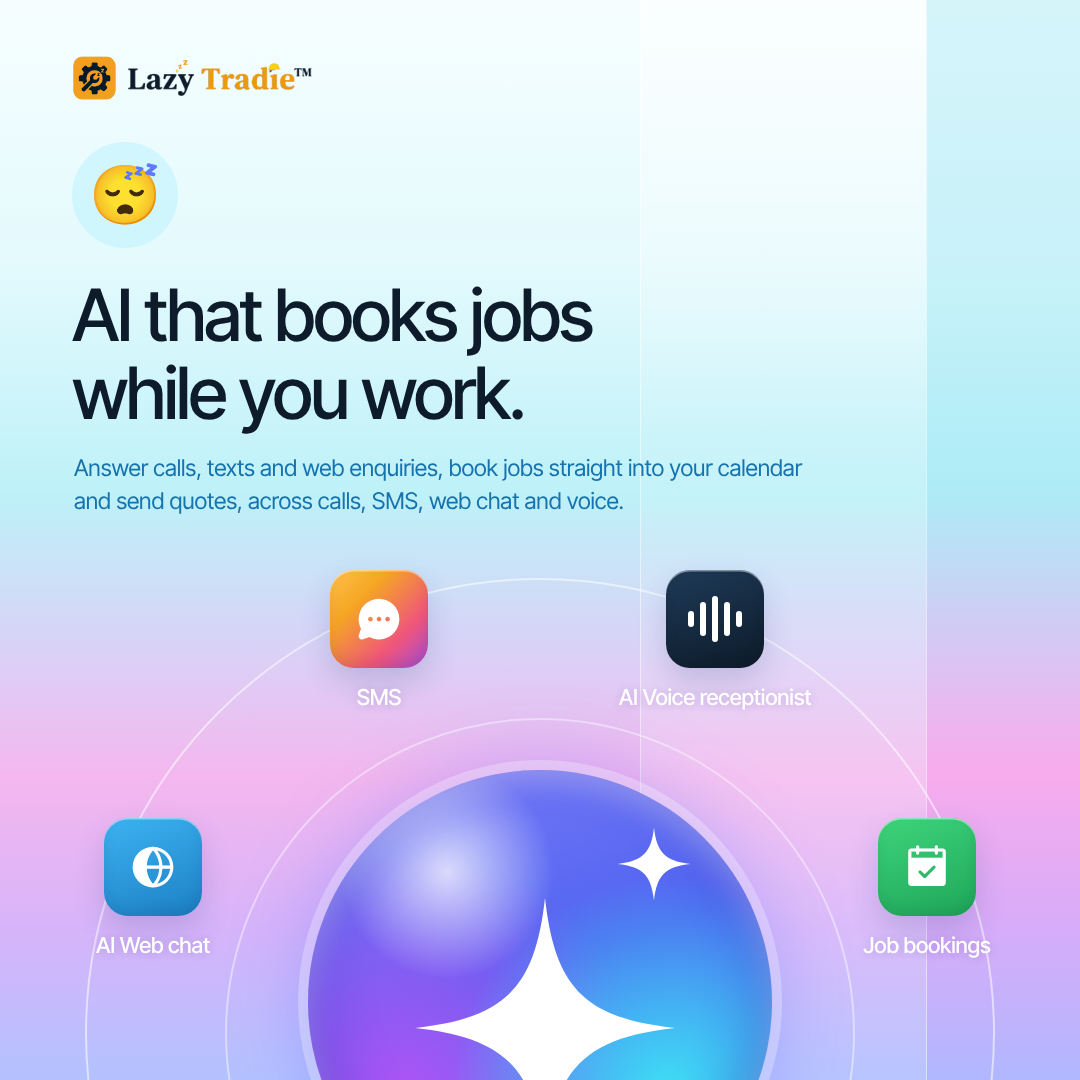 Lazy Tradie™
AI that books jobs
while you work.
Answer calls, texts and web enquiries, book jobs straight into your calendar
and send quotes, across calls, SMS, web chat and voice.
SMS
AI Voice receptionist
AI Web chat
Job bookings